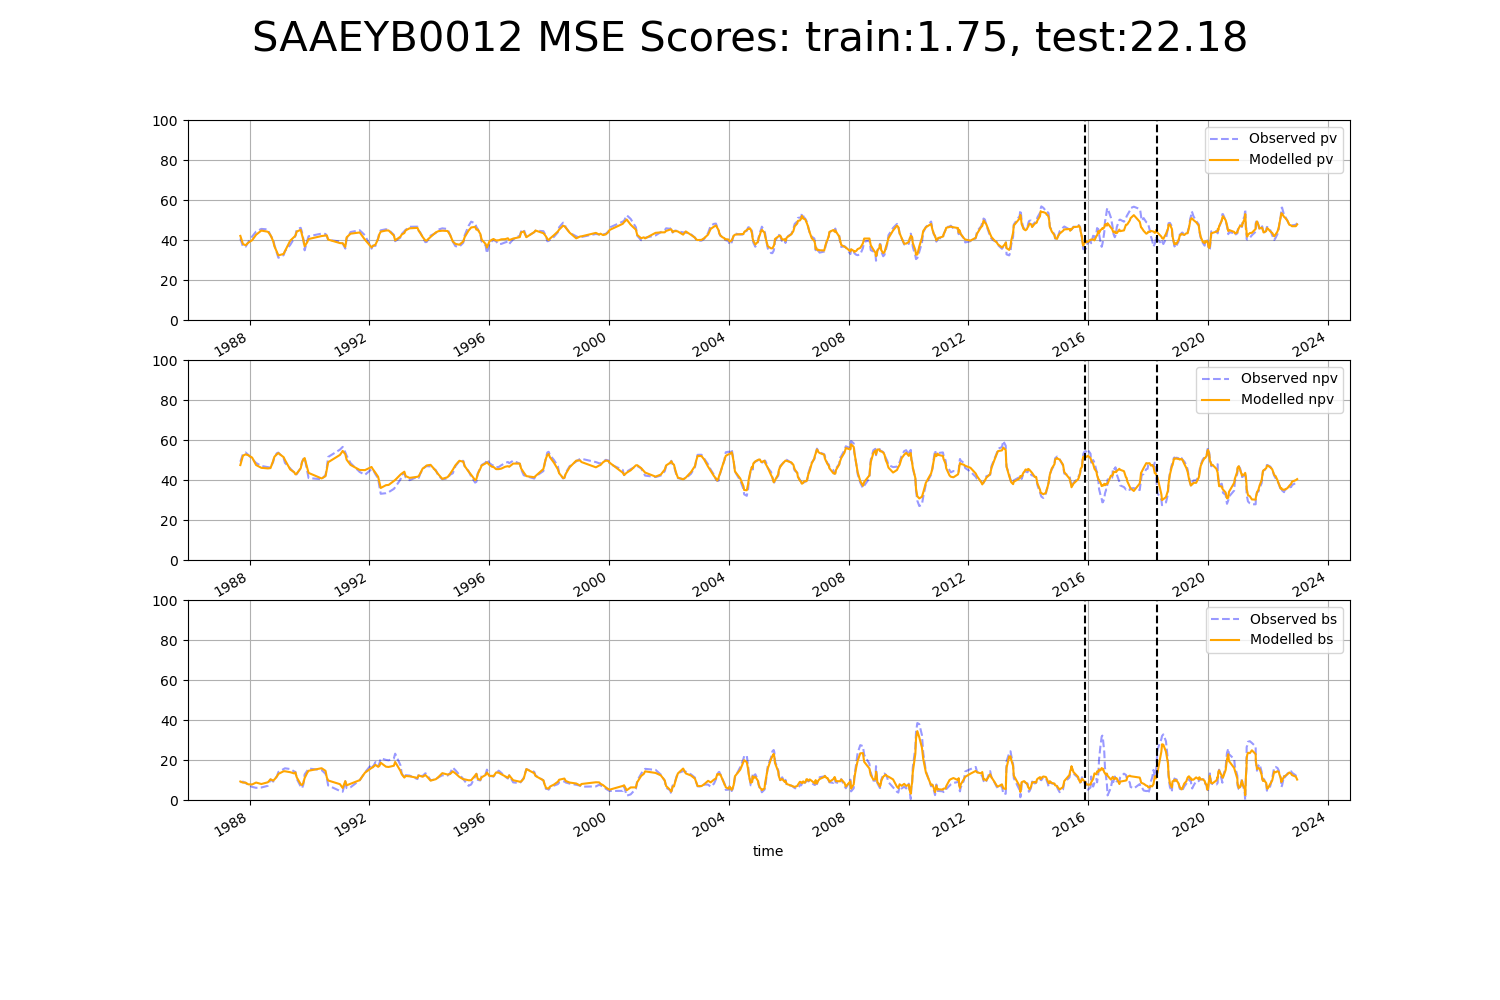 SAAEYB0012 MSE Scores: train:1.75, test:22.18
100
80
60
40
20
0
Observed pv
Modelled pv
1988 1992 1996 2000 2004 2008 2012 2016 2020 2024
100
80
60
40
20
0
Observed npv
Modelled npv
1988 1992 1996 2000 2004 2008 2012 2016 2020 2024
100
80
60
40
20
0
Observed bs
Modelled bs
1988 1992 1996 2000 2004 2008 2012 2016 2020 2024
time